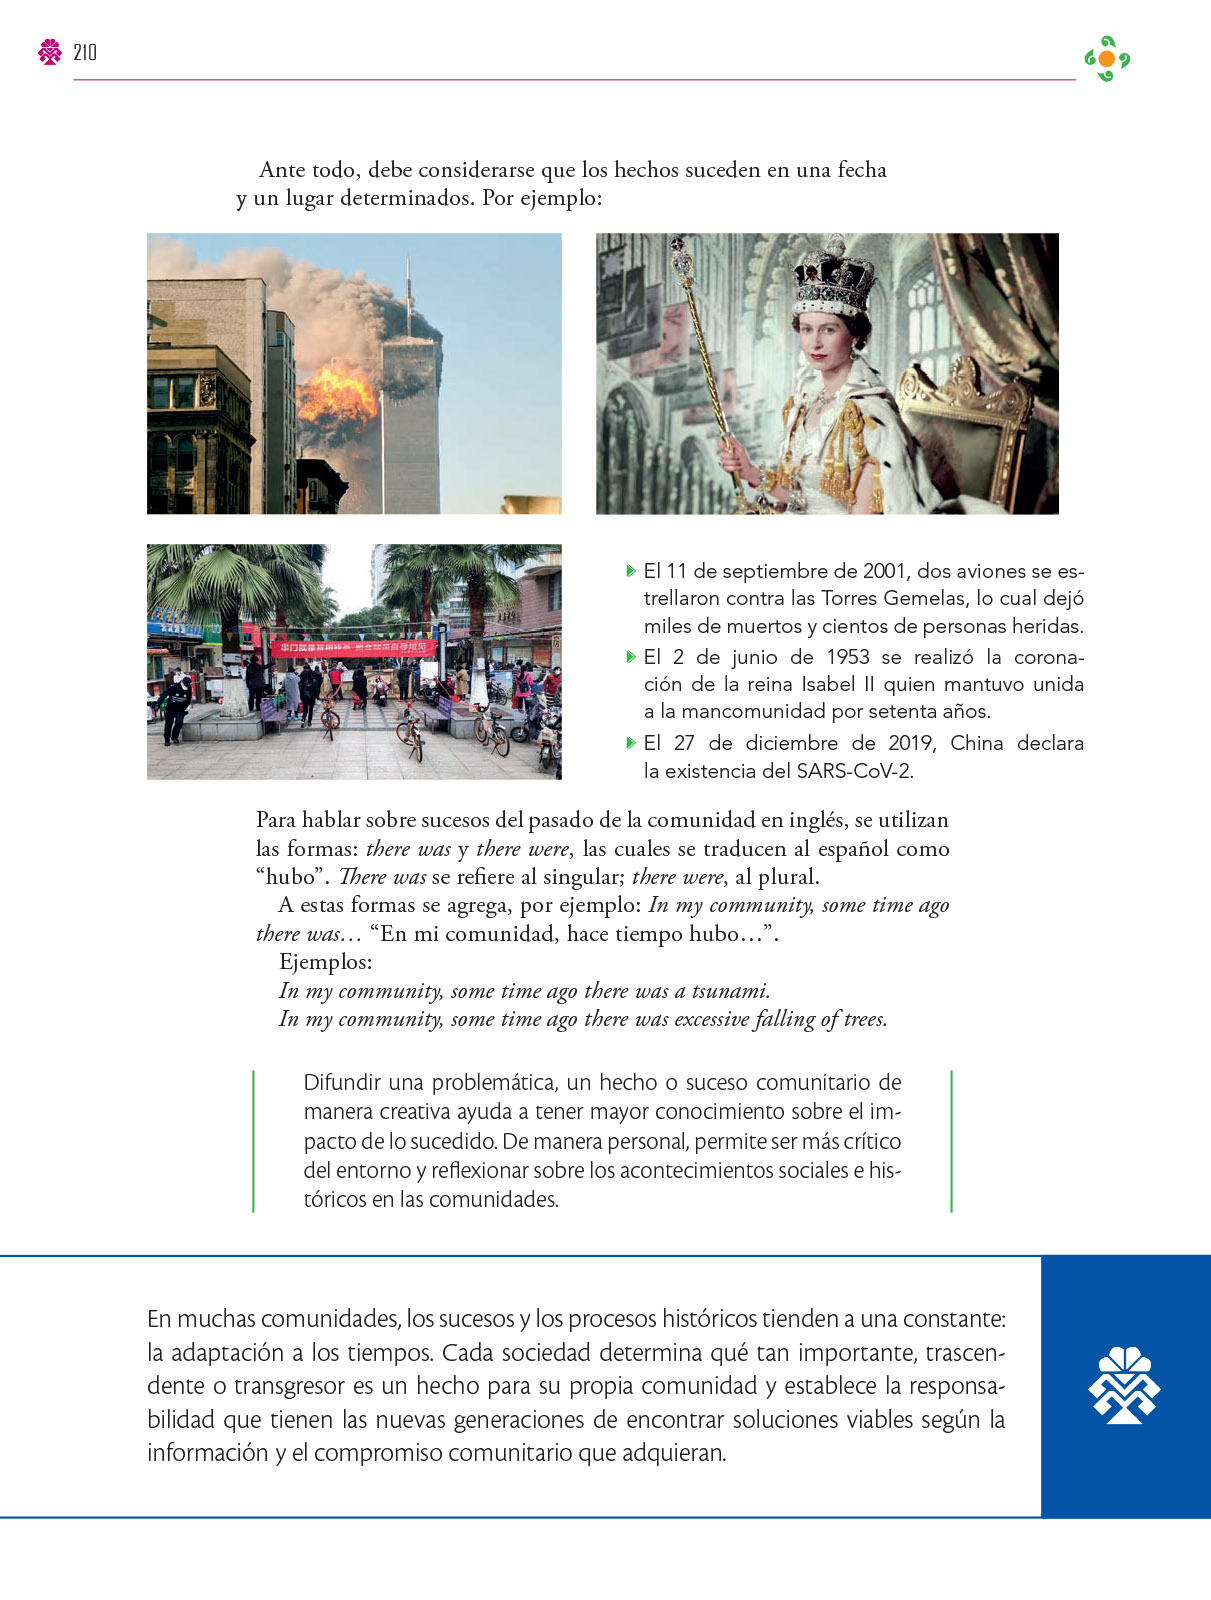 210
Ante todo, debe considerarse que los hechos suceden en una fecha
y un lugar determinados. Por ejemplo:
El 11 de septiembre de 2001, dos aviones se es-
trellaron contra las Torres Gemelas, lo cual dejó
miles de muertos y cientos de personas heridas.
El 2 de junio de 1953 se realizó la corona-
ción de la reina Isabel II quien mantuvo unida
a la mancomunidad por setenta años.
El 27 de diciembre de 2019, China declara
la existencia del SARS-CoV-2.
Para hablar sobre sucesos del pasado de la comunidad en inglés, se utilizan
las formas: there was y there were, las cuales se traducen al español como
“hubo”. There was se refiere al singular; there were, al plural.
A estas formas se agrega, por ejemplo: In my community, some time ago
there was… “En mi comunidad, hace tiempo hubo…”.
Ejemplos:
In my community, some time ago there was a tsunami.
In my community, some time ago there was excessive falling of trees.
Difundir una problemática, un hecho o suceso comunitario de
manera creativa ayuda a tener mayor conocimiento sobre el im-
pacto de lo sucedido. De manera personal, permite ser más crítico
del entorno y reflexionar sobre los acontecimientos sociales e his-
tóricos en las comunidades.
En muchas comunidades, los sucesos y los procesos históricos tienden a una constante:
la adaptación a los tiempos. Cada sociedad determina qué tan importante, trascen-
dente o transgresor es un hecho para su propia comunidad y establece la responsa-
bilidad que tienen las nuevas generaciones de encontrar soluciones viables según la
información y el compromiso comunitario que adquieran.